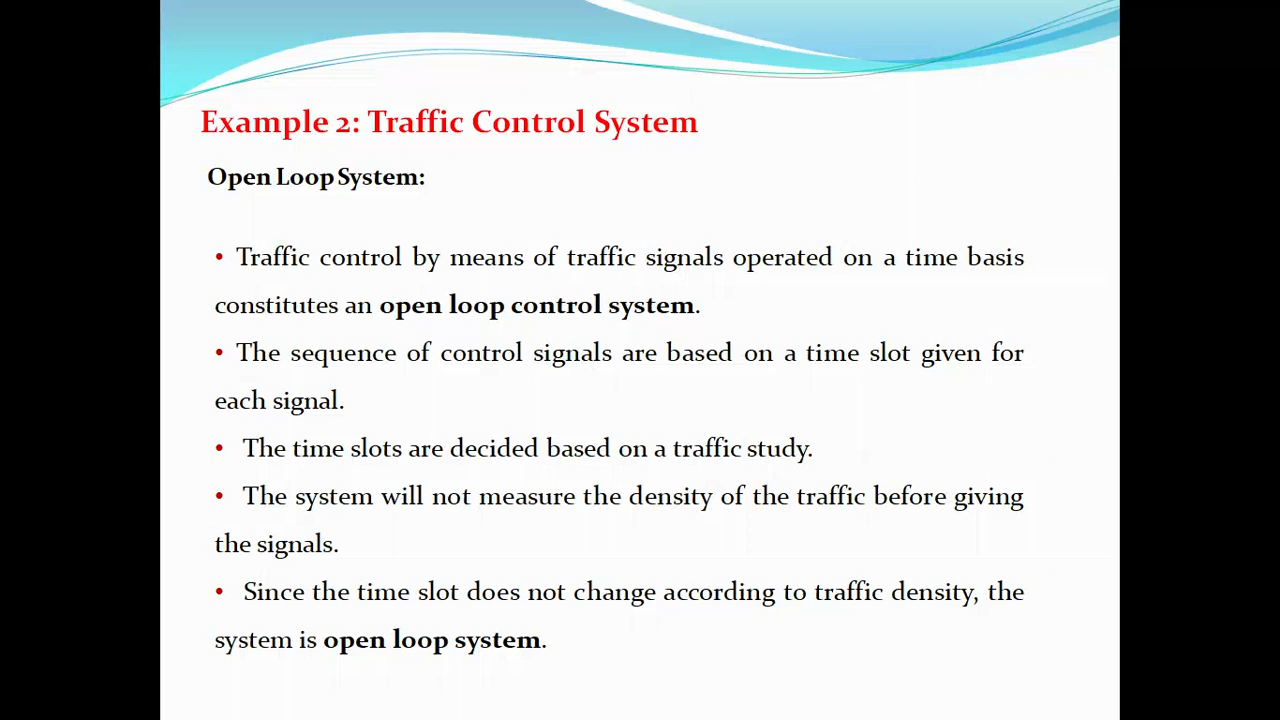 Example 2: Traffic Control System
Open Loop System:
• Traffic control by means of traffic signals operated on a time basis
constitutes an open loop control system.
• The sequence of control signals are based on a time slot given for
each signal.
• The time slots are decided based on a traffic study.
• The system will not measure the density of the traffic before giving
the signals.
• Since the time slot does not change according to traffic density, the
system is open loop system.